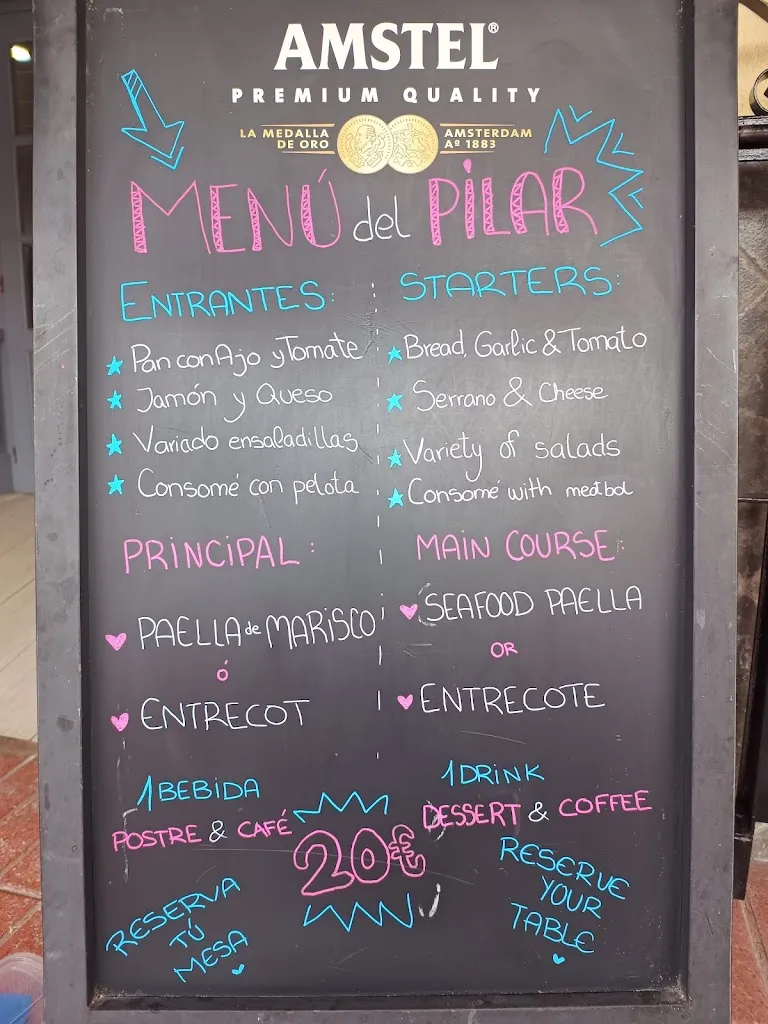 AMSTEL®
PREMIUM QUALITY
LA MEDALLA
DE ORO
AMSTERDAM
Aº 1883
MENÚ del PILAR
ENTRANTES:
Pan con Ajo y Tomate
Jamón y Queso
Variado ensaladillas
Consomé con pelota
PRINCIPAL:
PAELLA de MARISCO
ó
ENTRECOT
1 BEBIDA
POSTRE & CAFÉ
STARTERS:
Bread, Garlic & Tomato
Serrano & Cheese
Variety of salads
Consomé with meatbol
MAIN COURSE:
SEAFOOD PAELLA
OR
ENTRECOTE
1 DRINK
DESSERT & COFFEE
20€
RESERVA
TÚ
MESA
RESERVE
YOUR
TABLE